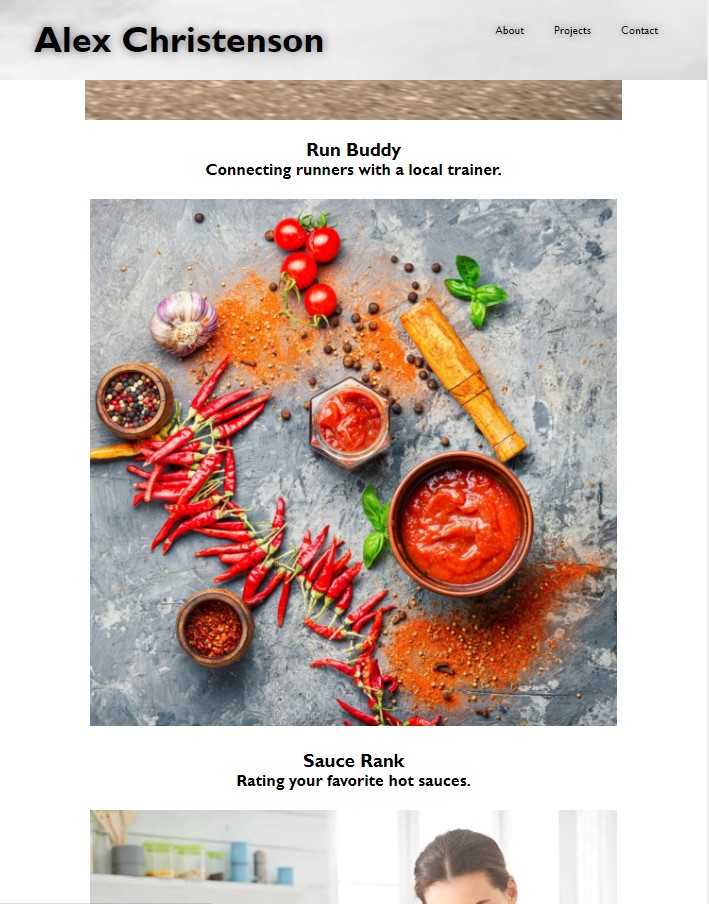 Alex Christenson
About Projects Contact
Run Buddy
Connecting runners with a local trainer.
Sauce Rank
Rating your favorite hot sauces.